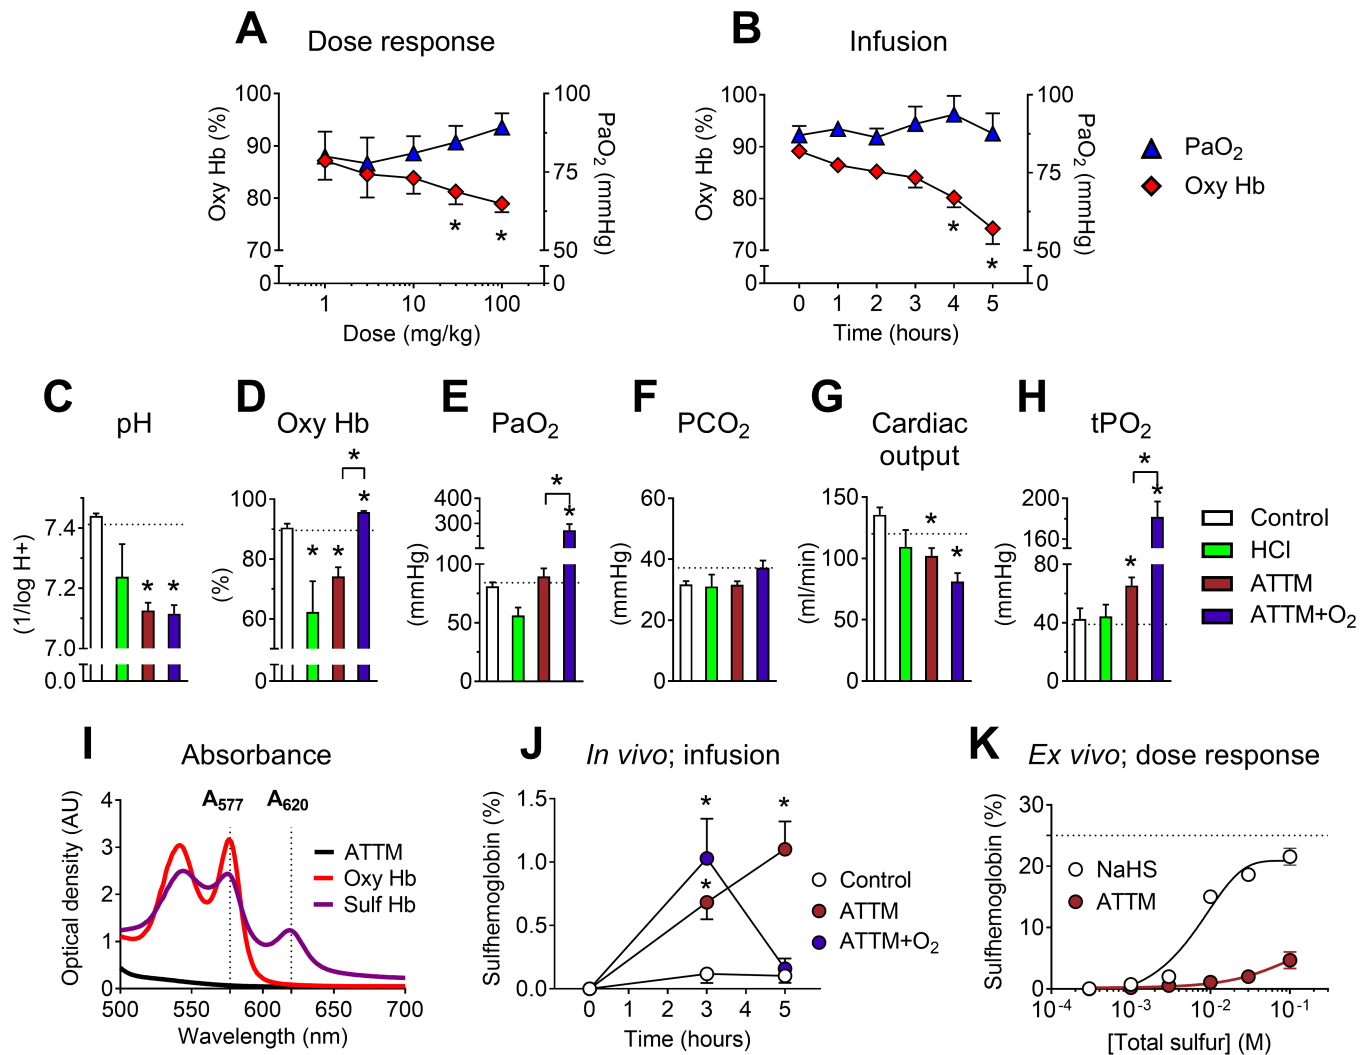 A Dose response
100
90
80
70
0
Oxy Hb (%)
100
75
50
0
PaO2 (mmHg)
* *
1 10 100
Dose (mg/kg)
B Infusion
100
90
80
70
0
Oxy Hb (%)
100
75
50
0
PaO2 (mmHg)
* *
0 1 2 3 4 5
Time (hours)
PaO2
Oxy Hb
C pH
7.4
7.2
7.0
0.0
(1/log H+)
* *
D Oxy Hb
100
80
60
0
(%)
* * * *
E PaO2
400
300
100
50
0
(mmHg)
* *
F PCO2
60
40
20
0
(mmHg)
G Cardiac
output
150
100
50
0
(ml/min)
* *
H tPO2
200
160
80
40
0
(mmHg)
* * *
Control
HCl
ATTM
ATTM+O2
I Absorbance
A577 A620
4
3
2
1
0
Optical density (AU)
ATTM
Oxy Hb
Sulf Hb
500 550 600 650 700
Wavelength (nm)
J In vivo; infusion
1.5
1.0
0.5
0.0
Sulfhemoglobin (%)
* * *
Control
ATTM
ATTM+O2
0 1 2 3 4 5
Time (hours)
K Ex vivo; dose response
30
20
10
0
Sulfhemoglobin (%)
NaHS
ATTM
10-4 10-3 10-2 10-1
[Total sulfur] (M)